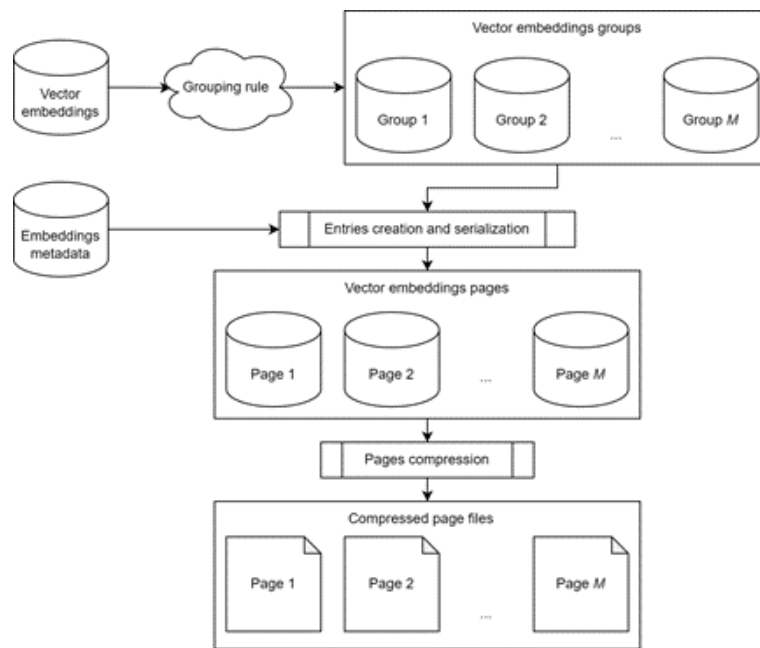 Vector embeddings groups
Vector
embeddings
Grouping rule
Group 1
Group 2
...
Group M
Embeddings
metadata
Entries creation and serialization
Vector embeddings pages
Page 1
Page 2
...
Page M
Pages compression
Compressed page files
Page 1
Page 2
...
Page M